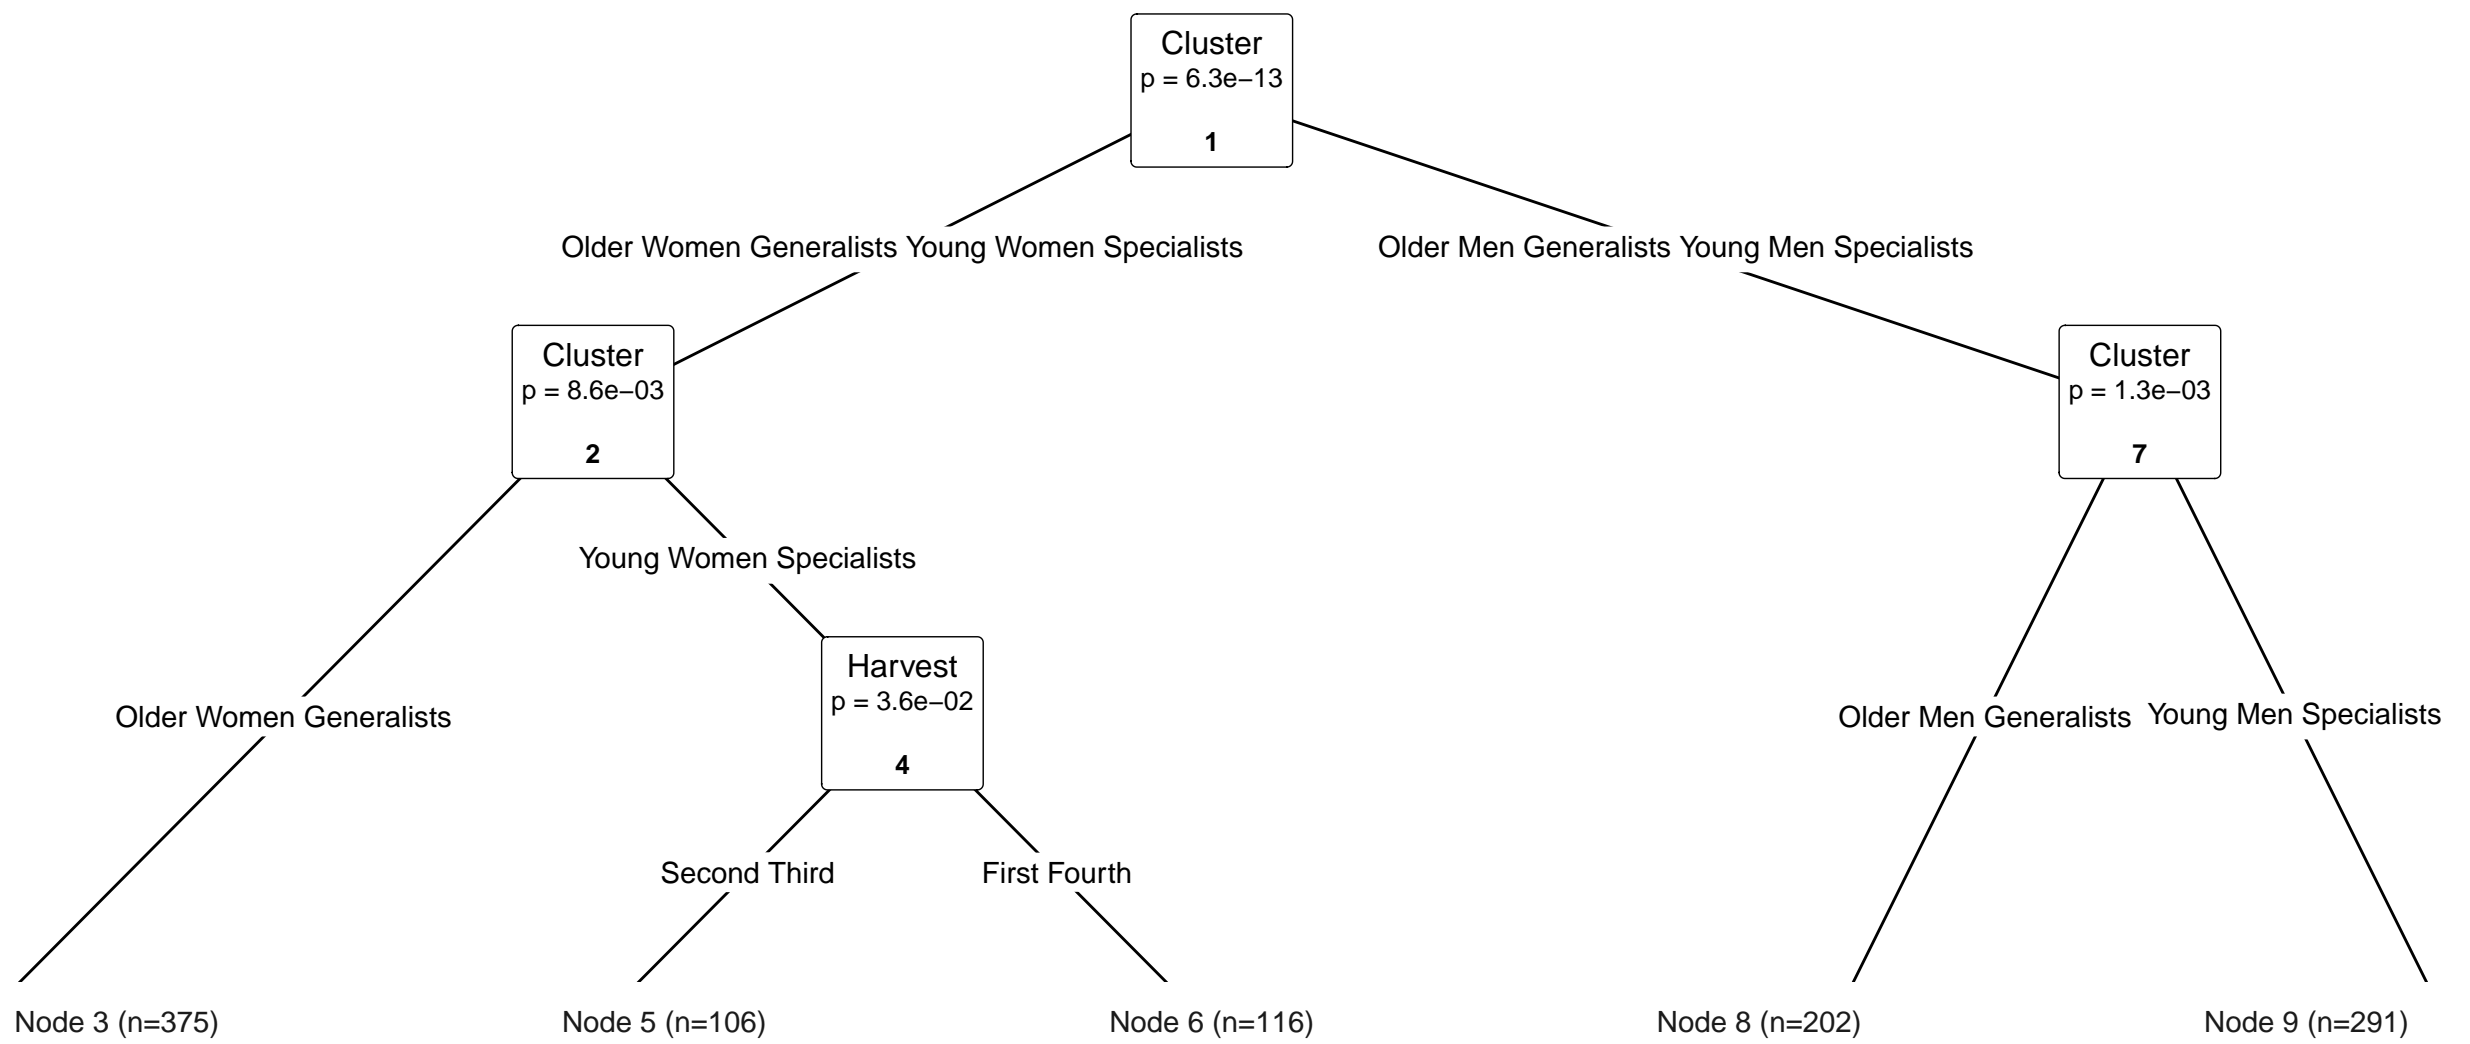 Cluster
p = 6.3e−13
1
Older Women Generalists Young Women Specialists
Older Men Generalists Young Men Specialists
Cluster
p = 8.6e−03
2
Cluster
p = 1.3e−03
7
Young Women Specialists
Harvest
p = 3.6e−02
4
Older Women Generalists
Older Men Generalists
Young Men Specialists
Second Third
First Fourth
Node 3 (n=375)
Node 5 (n=106)
Node 6 (n=116)
Node 8 (n=202)
Node 9 (n=291)